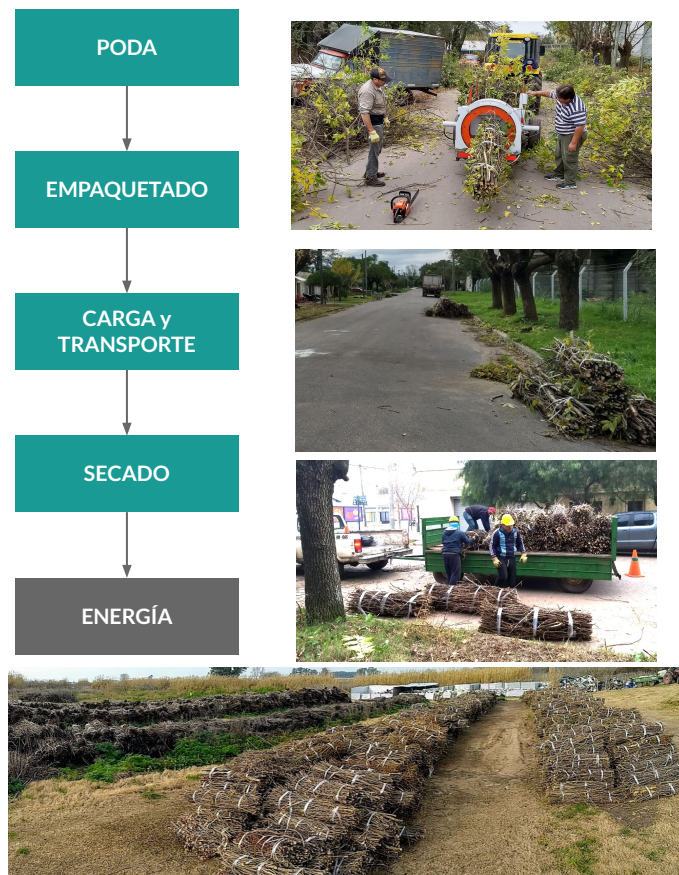 PODA
EMPAQUETADO
CARGA y
TRANSPORTE
SECADO
ENERGÍA